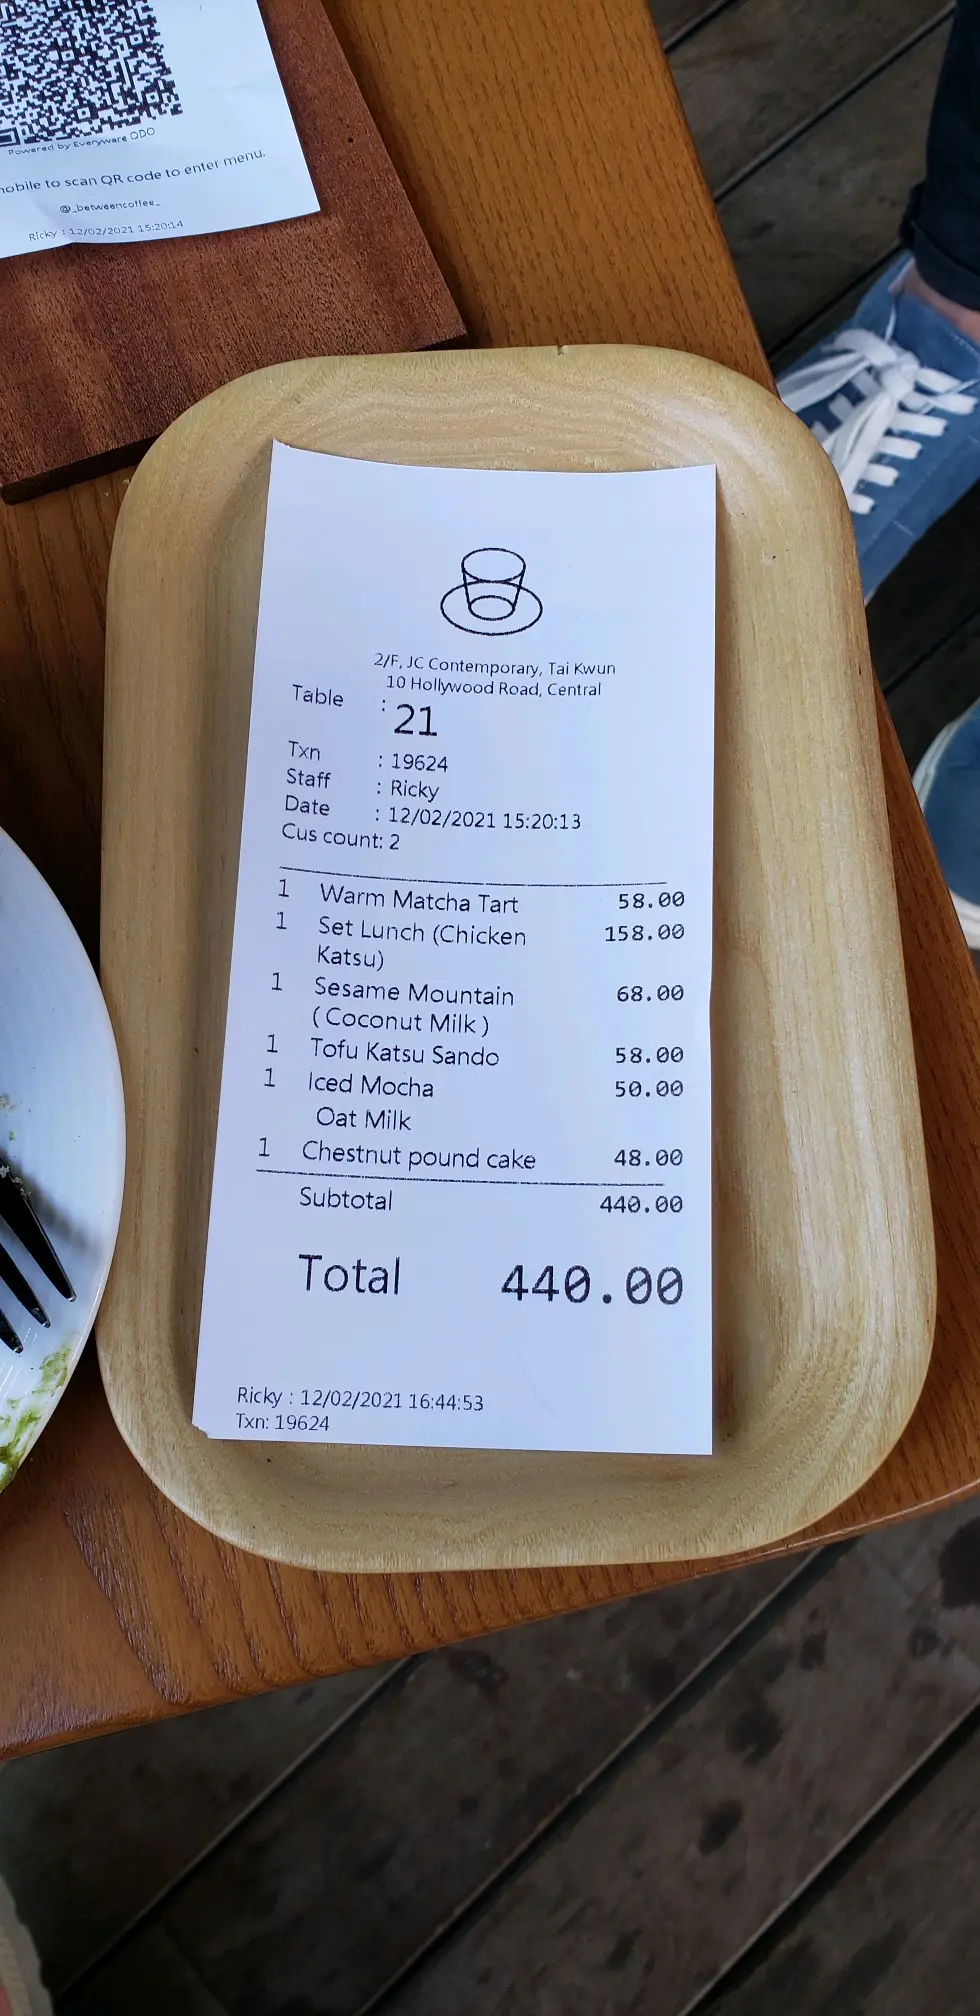 Powered by Everyware ODO
mobile to scan QR code to enter menu.
@_betweencoffee_
Ricky : 12/02/2021 15:20:14
2/F, JC Contemporary, Tai Kwun
10 Hollywood Road, Central
Table : 21
Txn : 19624
Staff : Ricky
Date : 12/02/2021 15:20:13
Cus count: 2
1 Warm Matcha Tart 58.00
1 Set Lunch (Chicken 158.00
Katsu)
1 Sesame Mountain 68.00
(Coconut Milk)
1 Tofu Katsu Sando 58.00
1 Iced Mocha 50.00
Oat Milk
1 Chestnut pound cake 48.00
Subtotal 440.00
Total 440.00
Ricky : 12/02/2021 16:44:53
Txn: 19624